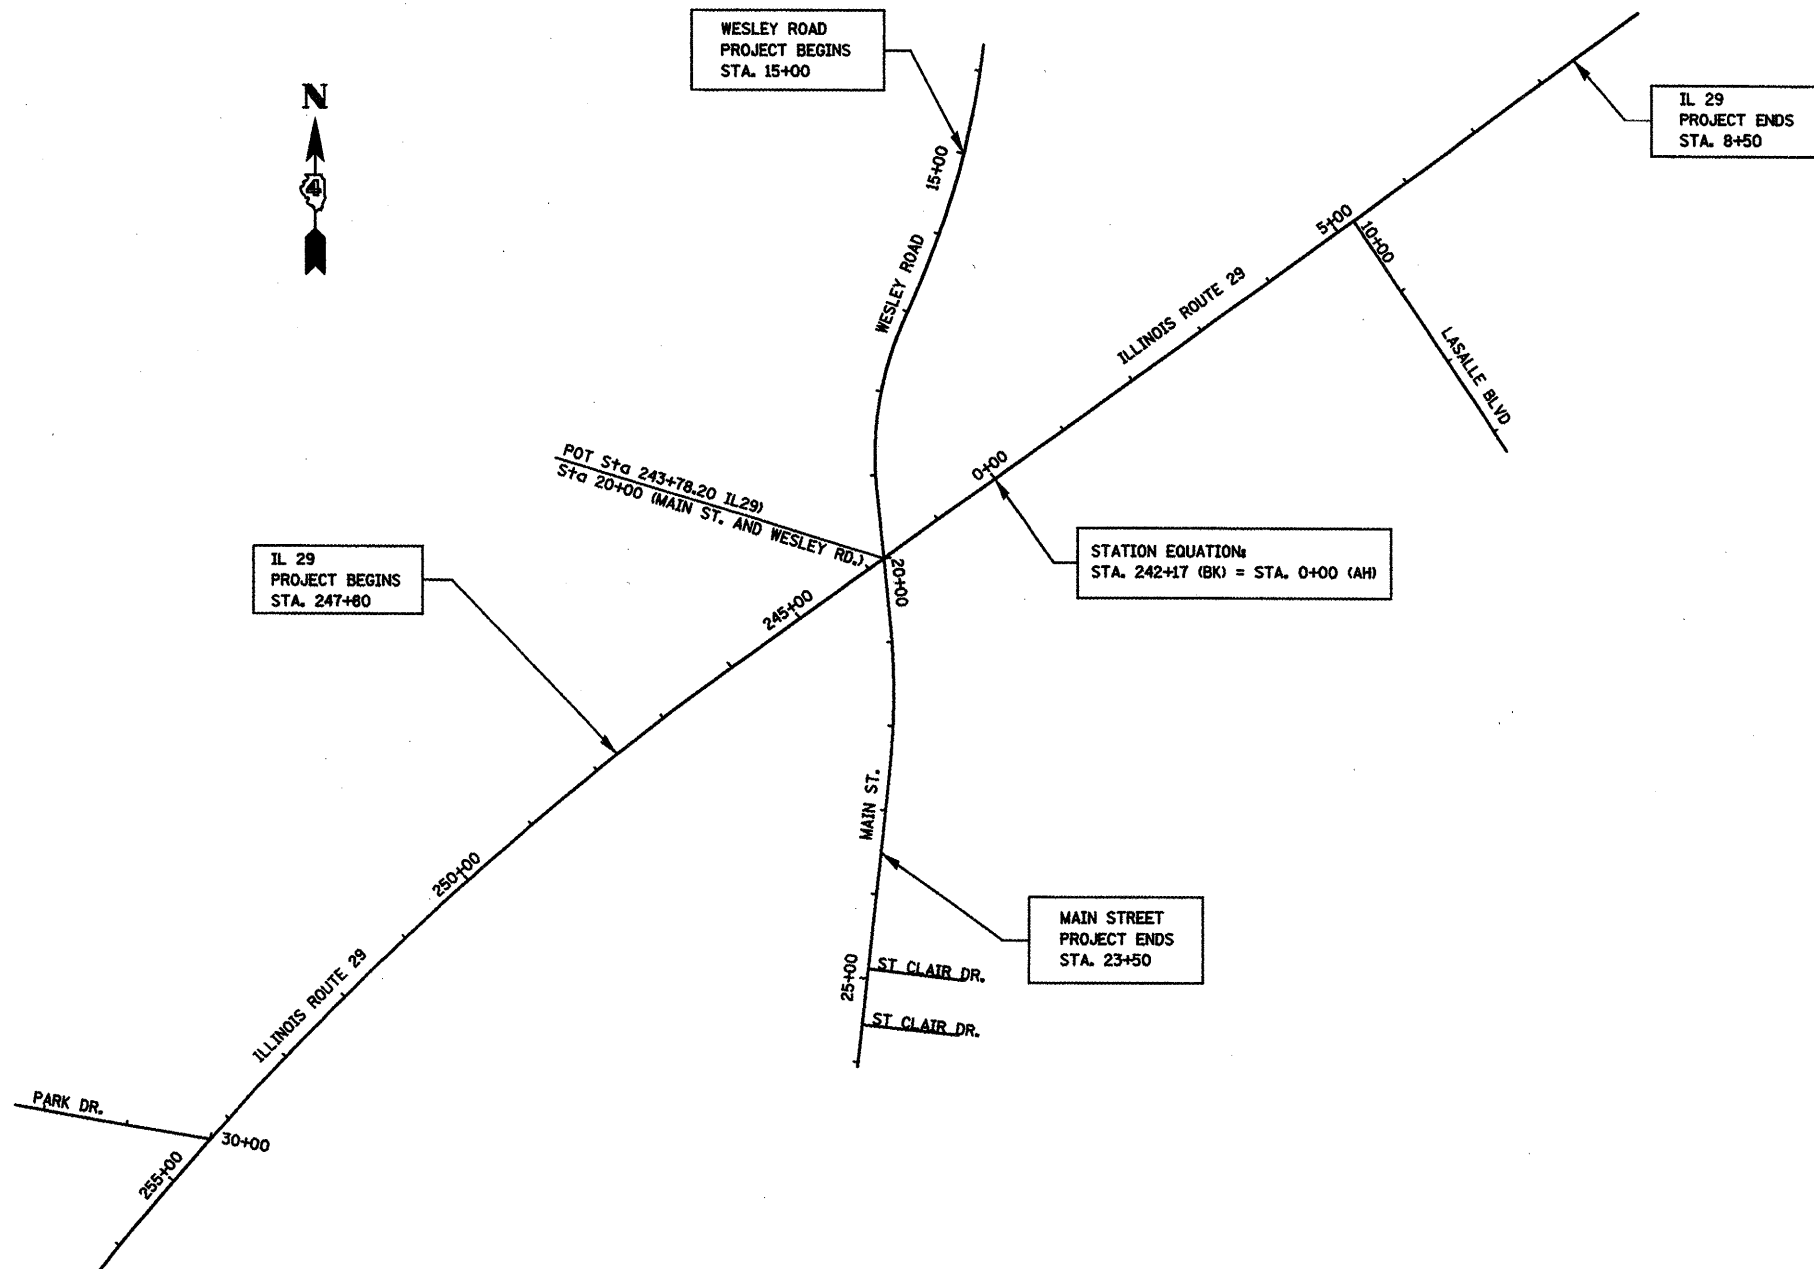 WESLEY ROAD
PROJECT BEGINS
STA. 15+00
N
4
IL 29
PROJECT ENDS
STA. 8+50
15+00
WESLEY ROAD
5+00
10+00
ILLINOIS ROUTE 29
LASALLE BLVD
0+00
POT Sta 243+78.20 IL29)
Sta 20+00 (MAIN ST. AND WESLEY RD.)
STATION EQUATION:
STA. 242+17 (BK) = STA. 0+00 (AH)
IL 29
PROJECT BEGINS
STA. 247+80
20+00
245+00
MAIN ST.
250+00
MAIN STREET
PROJECT ENDS
STA. 23+50
ILLINOIS ROUTE 29
25+00
ST CLAIR DR.
ST CLAIR DR.
PARK DR.
30+00
255+00